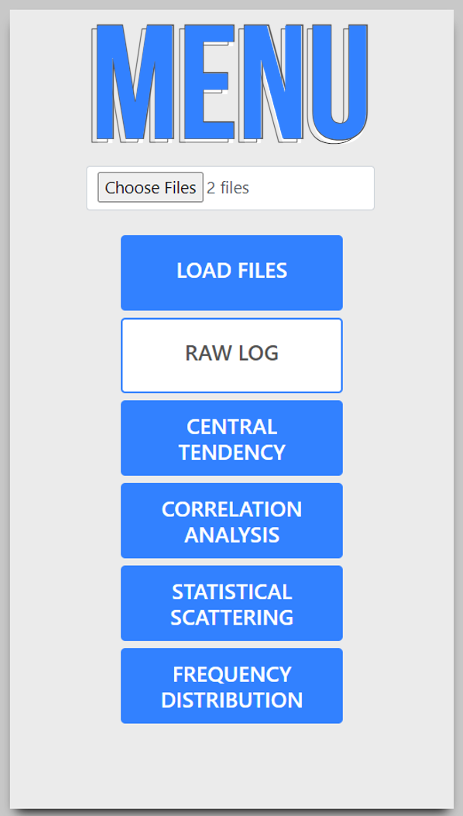 MENU
Choose Files 2 files
LOAD FILES
RAW LOG
CENTRAL
TENDENCY
CORRELATION
ANALYSIS
STATISTICAL
SCATTERING
FREQUENCY
DISTRIBUTION